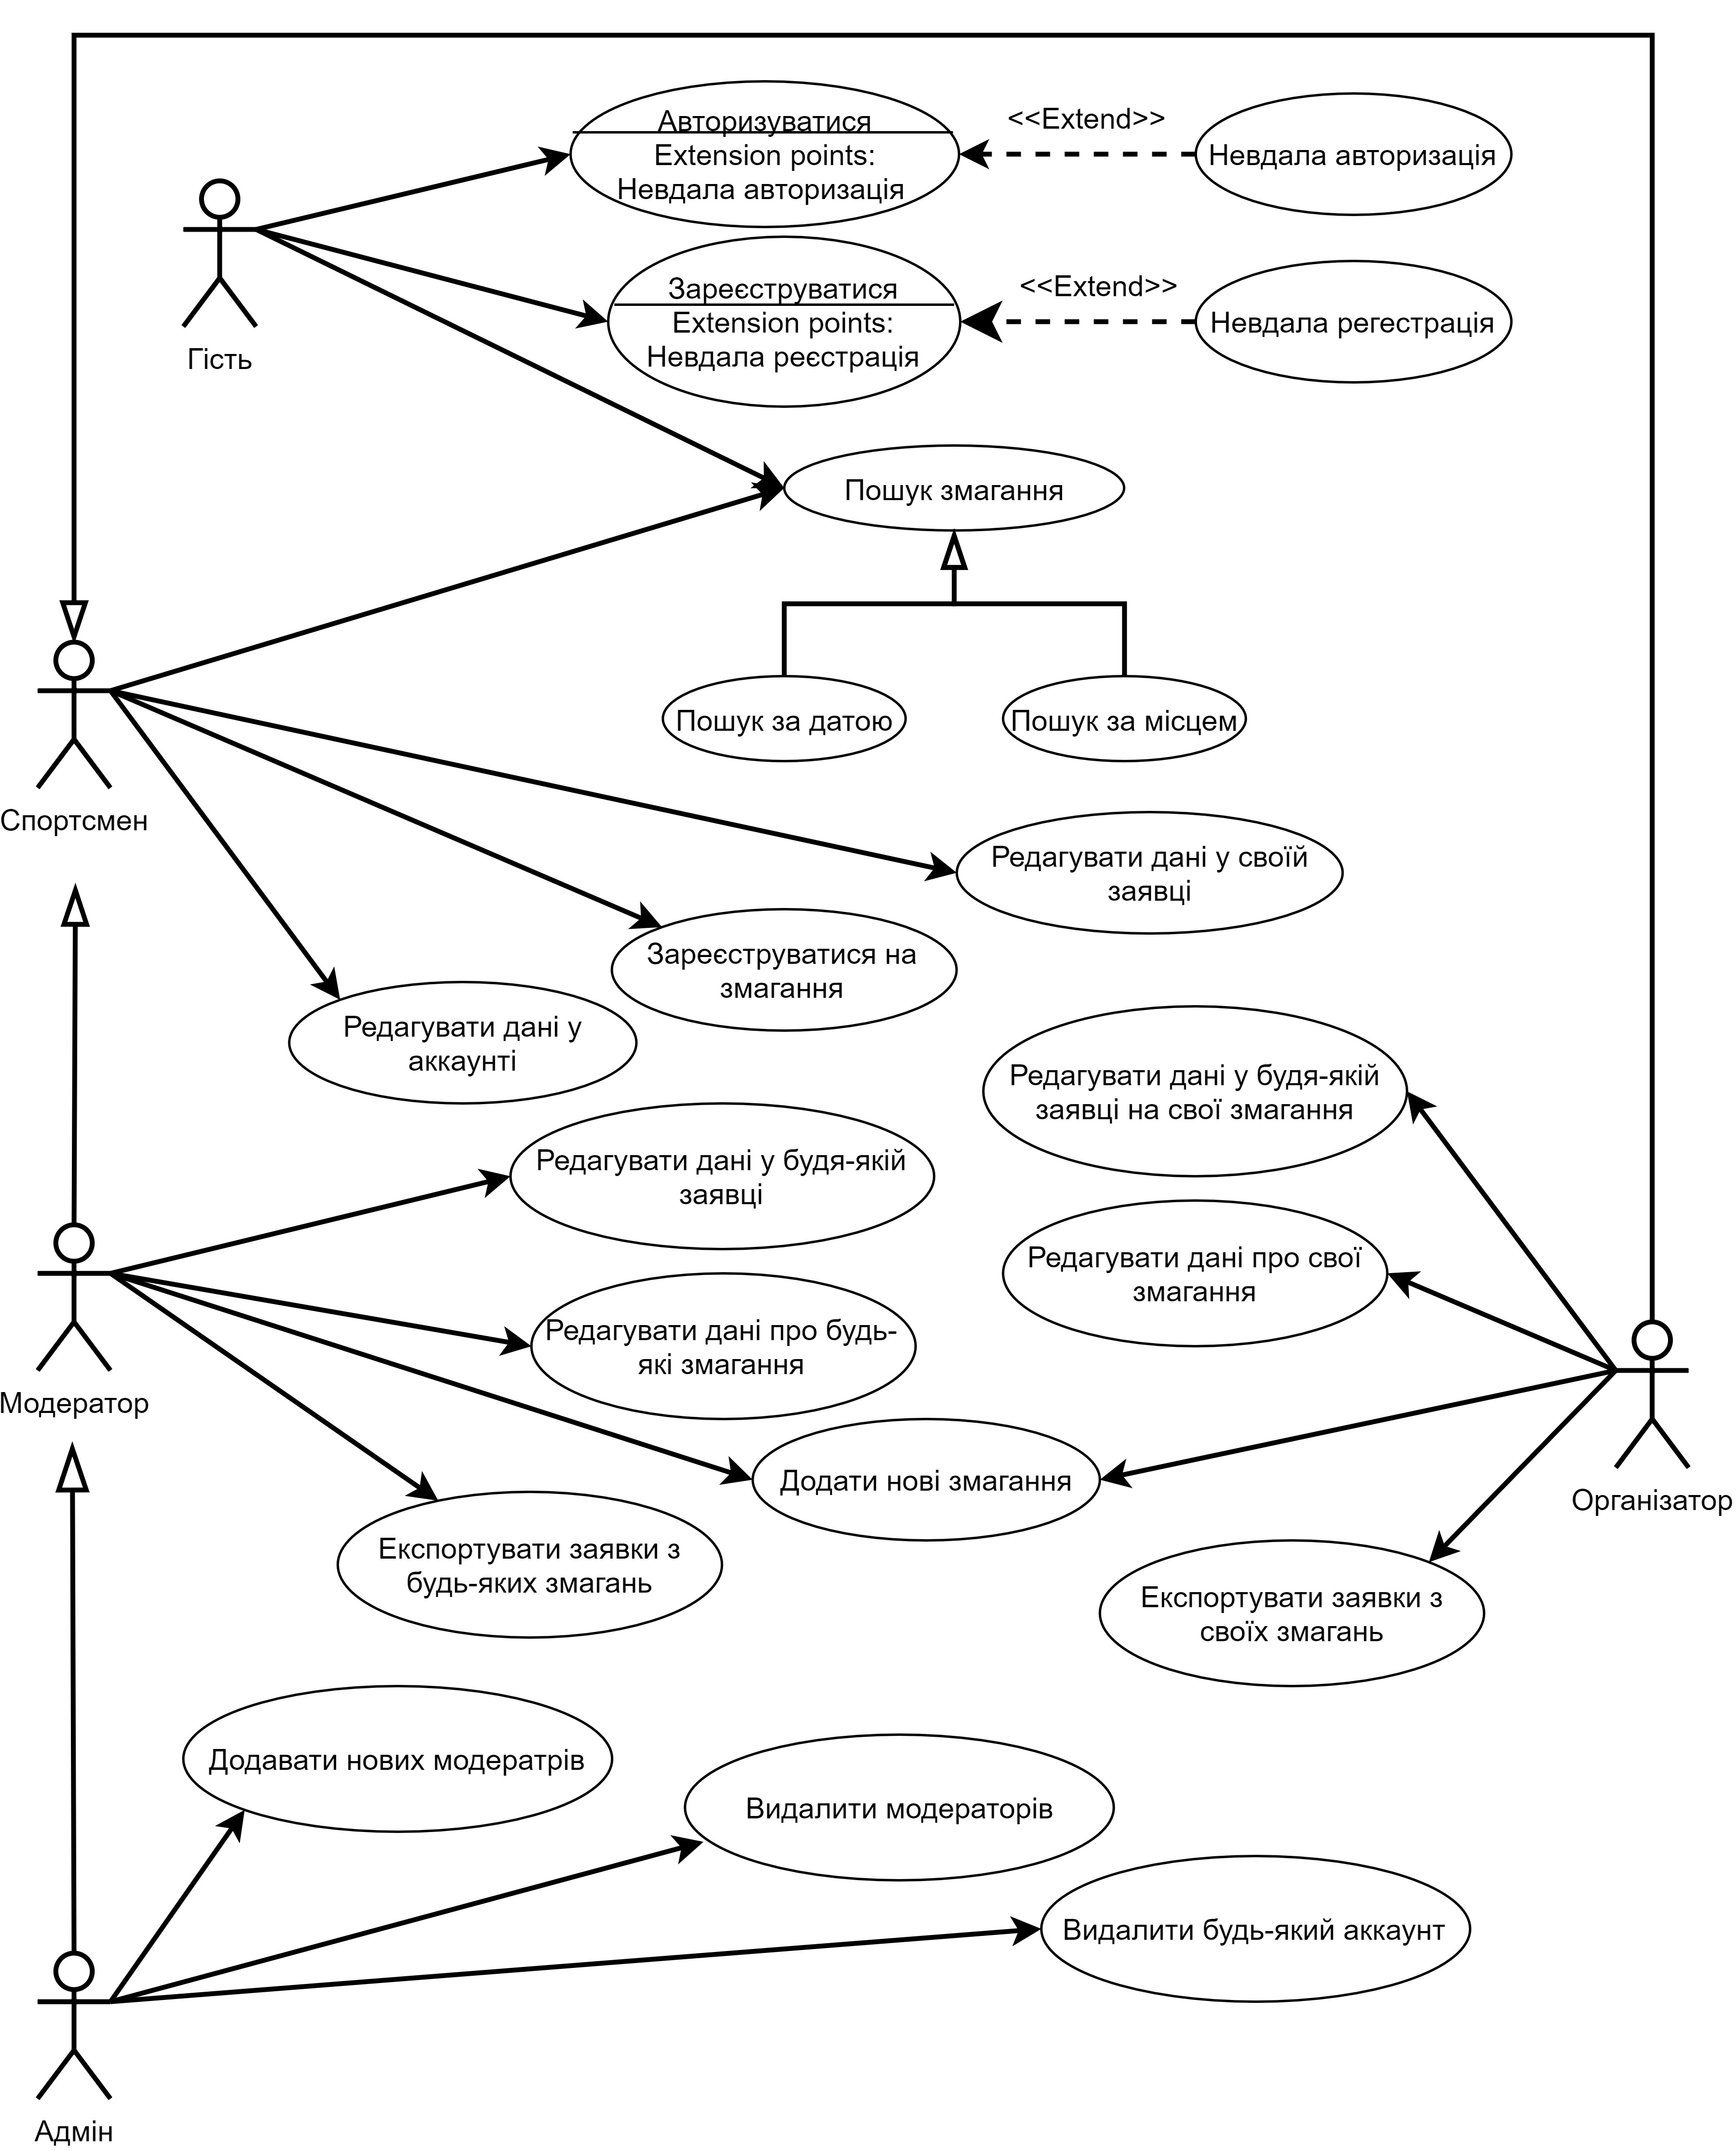 Авторизуватися
Extension points:
Невдала авторизація
<<Extend>>
Невдала авторизація
Гість
Зареєструватися
Extension points:
Невдала реєстрація
<<Extend>>
Невдала регестрація
Пошук змагання
Пошук за датою
Пошук за місцем
Спортсмен
Редагувати дані у своїй
заявці
Зареєструватися на
змагання
Редагувати дані у
аккаунті
Редагувати дані у будя-якій
заявці на свої змагання
Редагувати дані у будя-якій
заявці
Редагувати дані про свої
змагання
Редагувати дані про будь-
які змагання
Модератор
Додати нові змагання
Організатор
Експортувати заявки з
будь-яких змагань
Експортувати заявки з
своїх змагань
Додавати нових модератрів
Видалити модераторів
Видалити будь-який аккаунт
Адмін